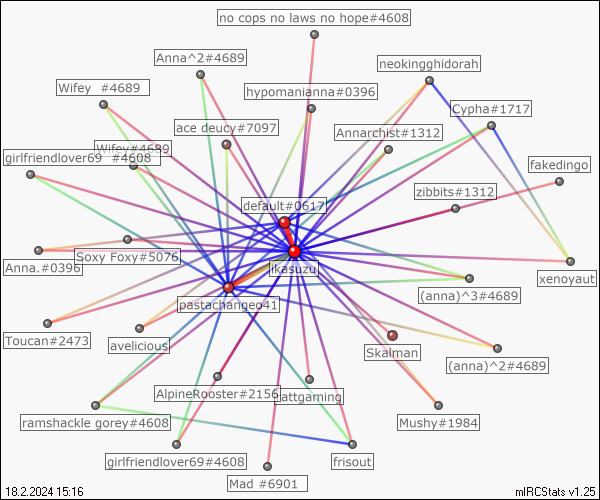 no cops no laws no hope#4608
Anna^2#4689
neokingghidorah
Wifey  #4689
hypomanianna#0396
Cypha#1717
ace deucy#7097
Annarchist#1312
Wifey#4689
girlfriendlover69  #4608
fakedingo
zibbits#1312
default#0617
Soxy Foxy#5076
Anna.#0396
ikasuzu
xenoyaut
(anna)^3#4689
pastachangeo41
Toucan#2473
avelicious
Skalman
(anna)^2#4689
AlpineRooster#2156
attgaming
ramshackle gorey#4608
Mushy#1984
girlfriendlover69#4608
frisout
Mad #6901
18.2.2024 15:16
mIRCStats v1.25